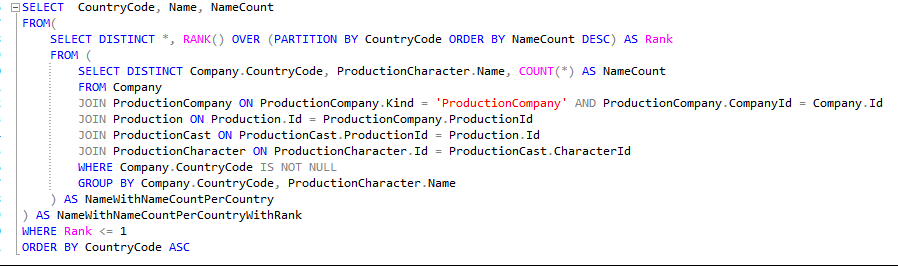 SELECT  CountryCode, Name, NameCount
FROM(
    SELECT DISTINCT *, RANK() OVER (PARTITION BY CountryCode ORDER BY NameCount DESC) AS Rank
    FROM (
        SELECT DISTINCT Company.CountryCode, ProductionCharacter.Name, COUNT(*) AS NameCount
        FROM Company
        JOIN ProductionCompany ON ProductionCompany.Kind = 'ProductionCompany' AND ProductionCompany.CompanyId = Company.Id
        JOIN Production ON Production.Id = ProductionCompany.ProductionId
        JOIN ProductionCast ON ProductionCast.ProductionId = Production.Id
        JOIN ProductionCharacter ON ProductionCharacter.Id = ProductionCast.CharacterId
        WHERE Company.CountryCode IS NOT NULL
        GROUP BY Company.CountryCode, ProductionCharacter.Name
    ) AS NameWithNameCountPerCountry
) AS NameWithNameCountPerCountryWithRank
WHERE Rank <= 1
ORDER BY CountryCode ASC